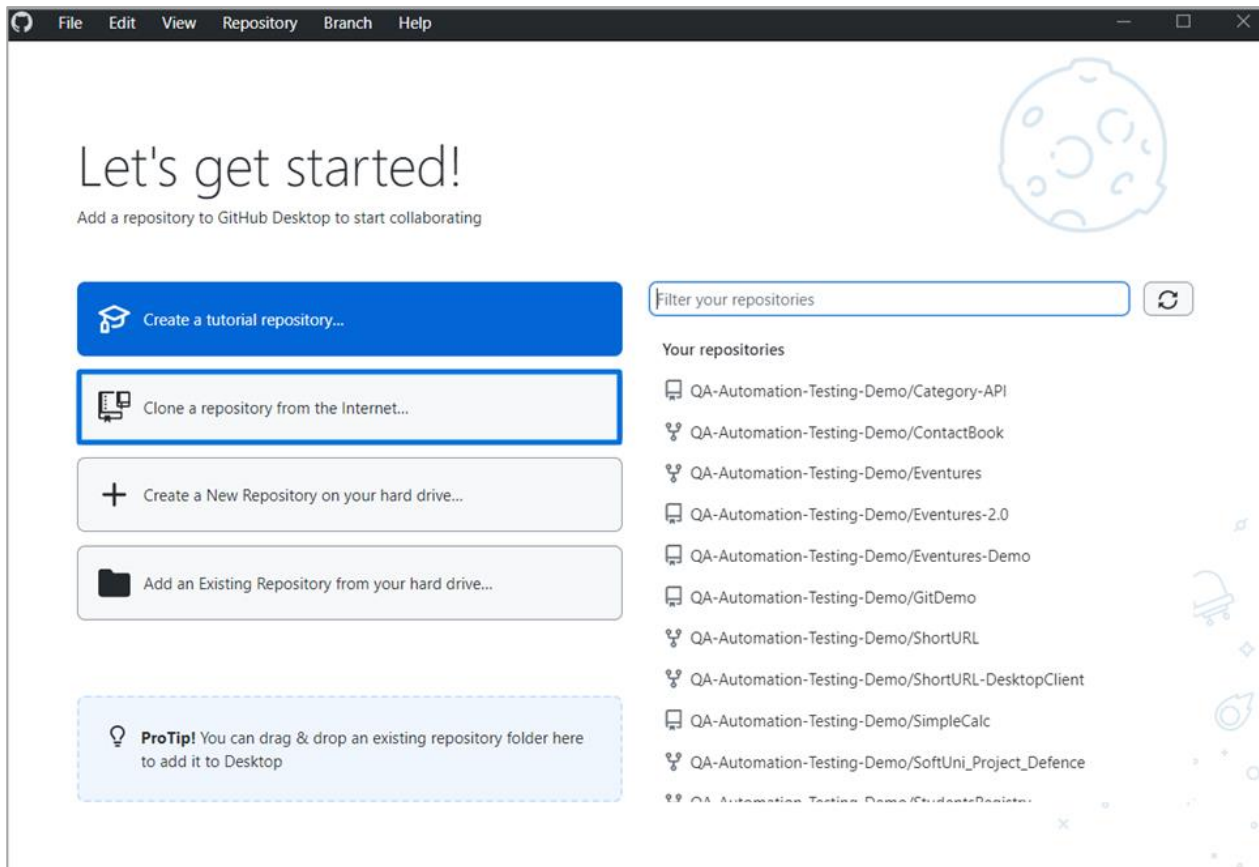 File Edit View Repository Branch Help
Let's get started!
Add a repository to GitHub Desktop to start collaborating
Create a tutorial repository...
Clone a repository from the Internet...
Create a New Repository on your hard drive...
Add an Existing Repository from your hard drive...
ProTip! You can drag & drop an existing repository folder here
to add it to Desktop
Filter your repositories
Your repositories
QA-Automation-Testing-Demo/Category-API
QA-Automation-Testing-Demo/ContactBook
QA-Automation-Testing-Demo/Eventures
QA-Automation-Testing-Demo/Eventures-2.0
QA-Automation-Testing-Demo/Eventures-Demo
QA-Automation-Testing-Demo/GitDemo
QA-Automation-Testing-Demo/ShortURL
QA-Automation-Testing-Demo/ShortURL-DesktopClient
QA-Automation-Testing-Demo/SimpleCalc
QA-Automation-Testing-Demo/SoftUni_Project_Defence
QA-Automation-Testing-Demo/StudentsRegistry